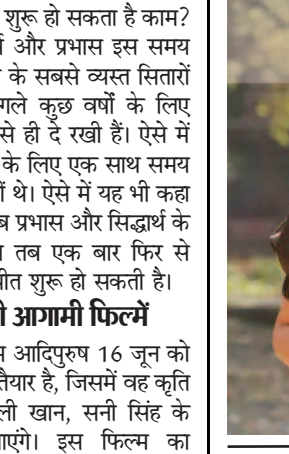 शुरू हो सकता है काम?
और प्रभास इस समय
के सबसे व्यस्त सितारों
गले कुछ वर्षों के लिए
से ही दे रखी हैं। ऐसे में
के लिए एक साथ समय
थे। ऐसे में यह भी कहा
प्रभास और सिद्धार्थ के
तब एक बार फिर से
शुरू हो सकती है।
आगामी फिल्में
आदिपुरुष 16 जून को
तैयार है, जिसमें वह कृति
खान, सनी सिंह के
इस फिल्म का